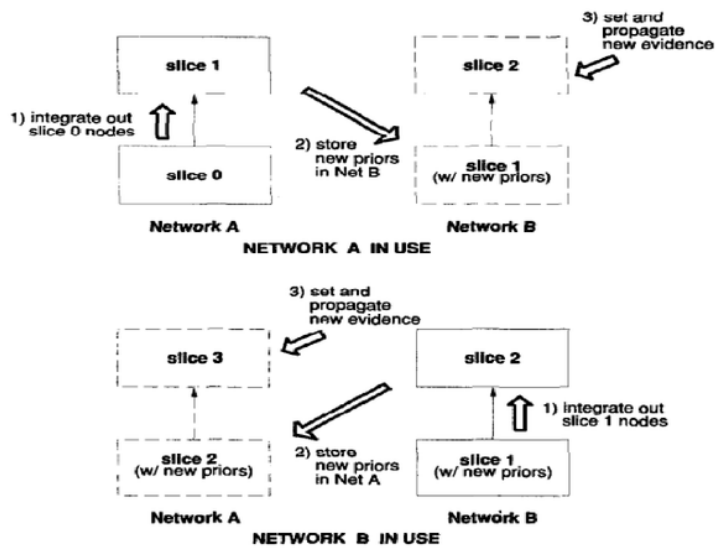 3) set and
propagate
new evidence
slice 1
slice 2
1) integrate out
slice 0 nodes
2) store
new priors
in Net B
slice 0
slice 1
(w/ new priors)
Network A
Network B
NETWORK A IN USE
3) set and
propagate
new evidence
slice 3
slice 2
1) integrate out
slice 1 nodes
2) store
new priors
in Net A
slice 2
(w/ new priors)
slice 1
(w/ new priors)
Network A
Network B
NETWORK B IN USE